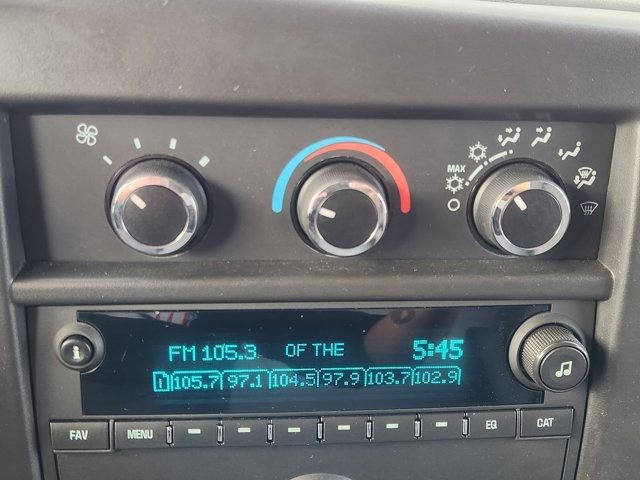 MAX
FM 105.3 OF THE 5:45
1 105.7 97.1 104.5 97.9 103.7 102.9
i
FAV MENU EQ CAT